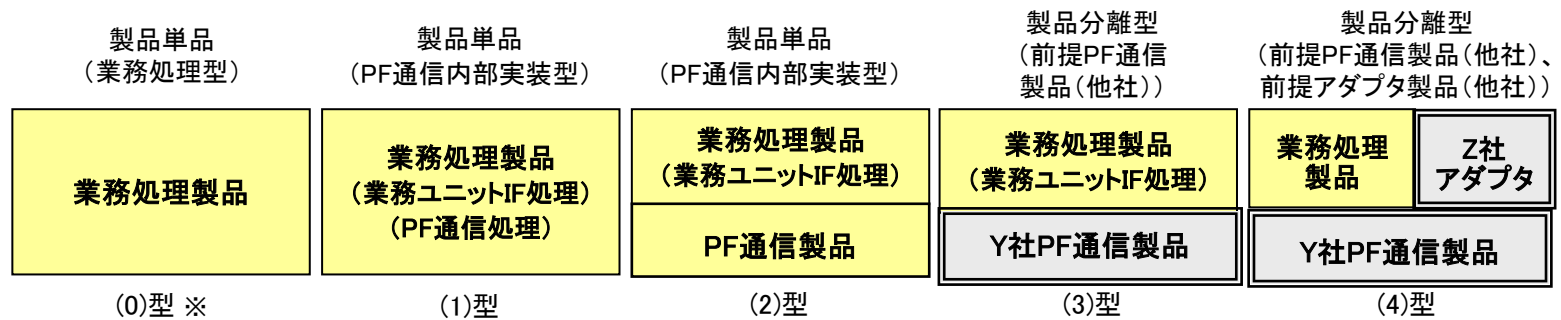 製品単品
（業務処理型）
業務処理製品
(0)型 ※
製品単品
（PF通信内部実装型）
業務処理製品
（業務ユニットIF処理）
（PF通信処理）
(1)型
製品単品
（PF通信内部実装型）
業務処理製品
（業務ユニットIF処理）
PF通信製品
(2)型
製品分離型
（前提PF通信
製品（他社））
業務処理製品
（業務ユニットIF処理）
Y社PF通信製品
(3)型
製品分離型
（前提PF通信製品（他社）、
前提アダプタ製品（他社））
業務処理
製品
Z社
アダプタ
Y社PF通信製品
(4)型